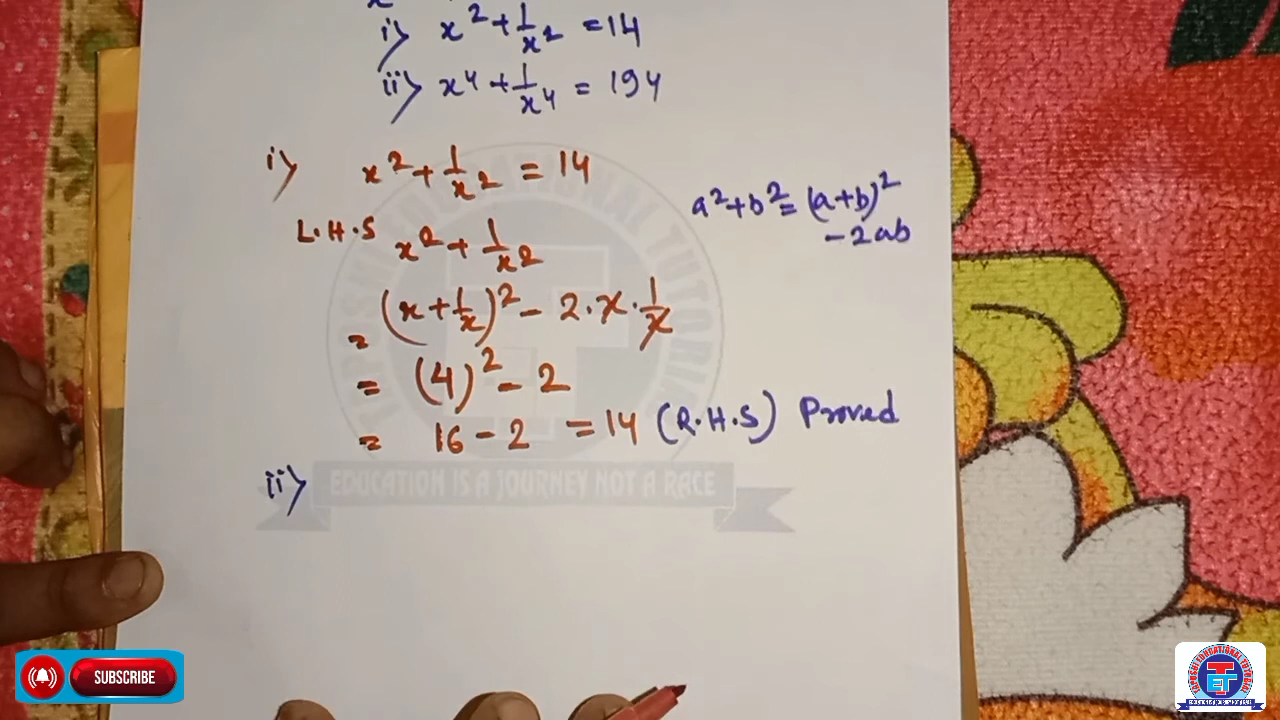 x
i) x² + 1/x² = 14
ii) x⁴ + 1/x⁴ = 194
i) x² + 1/x² = 14
a² + b² = (a+b)²
- 2ab
L.H.S x² + 1/x²
= (x + 1/x)² - 2.x.1/x
= (4)² - 2
= 16 - 2 = 14 (R.H.S) Proved
ii)
EDUCATION IS A JOURNEY NOT A RACE
SUBSCRIBE
TET